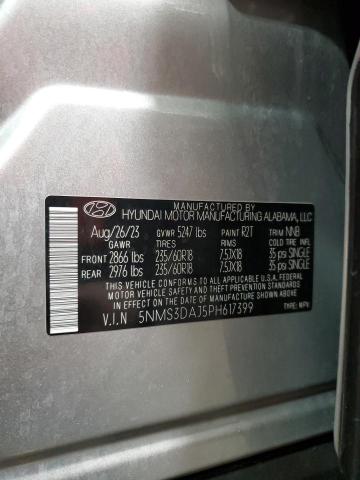 MANUFACTURED BY
HYUNDAI MOTOR MANUFACTURING ALABAMA, LLC
Aug/26/23 GVWR 5247 lbs PAINT R2T TRIM NNB
GAWR TIRES RIMS COLD TIRE INFL
FRONT 2866 lbs 235/60R18 7.5JX18 35 psi SINGLE
REAR 2976 lbs 235/60R18 7.5JX18 35 psi SINGLE
THIS VEHICLE CONFORMS TO ALL APPLICABLE U.S.A. FEDERAL
MOTOR VEHICLE SAFETY AND THEFT PREVENTION STANDARDS
IN EFFECT ON THE DATE OF MANUFACTURE SHOWN ABOVE.
V.I.N 5NMS3DAJ5PH617399 TYPE: MPV